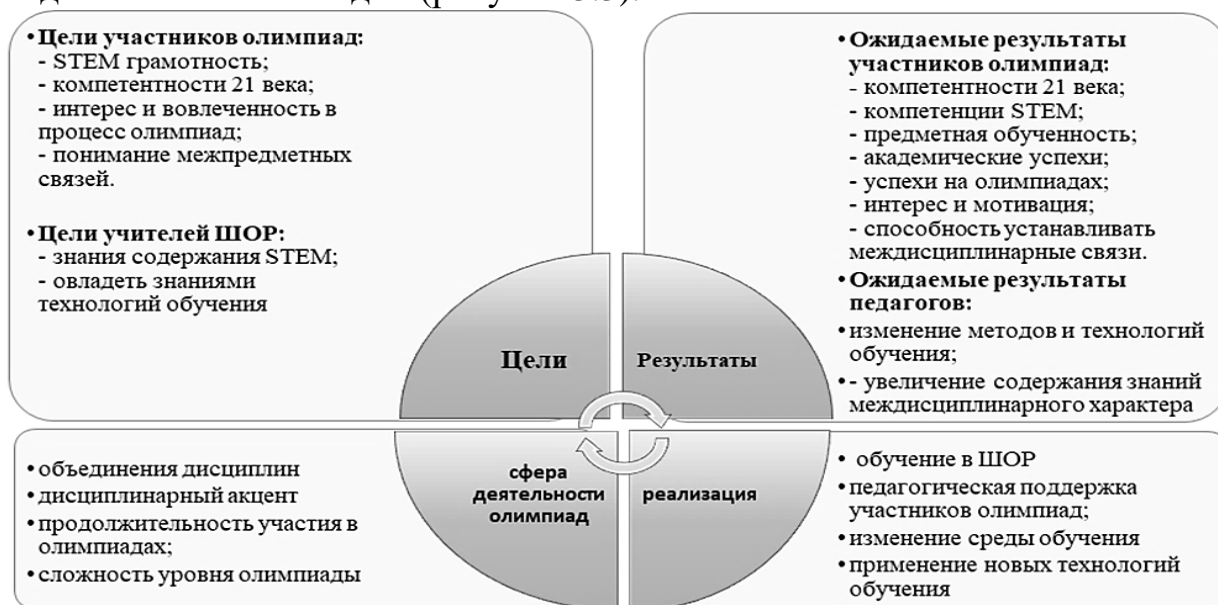 • Цели участников олимпиад:
- STEM грамотность;
- компетентности 21 века;
- интерес и вовлеченность в
процесс олимпиад;
- понимание межпредметных
связей.
• Цели учителей ШОР:
- знания содержания STEM;
- овладеть знаниями
технологий обучения
• Ожидаемые результаты
участников олимпиад:
- компетентности 21 века;
- компетенции STEM;
- предметная обученность;
- академические успехи;
- успехи на олимпиадах;
- интерес и мотивация;
- способность устанавливать
междисциплинарные связи.
• Ожидаемые результаты
педагогов:
• изменение методов и технологий
обучения;
• - увеличение содержания знаний
междисциплинарного характера
Цели
Результаты
• объединения дисциплин
• дисциплинарный акцент
• продолжительность участия в
олимпиадах;
• сложность уровня олимпиады
сфера
деятельности
олимпиад
реализация
• обучение в ШОР
• педагогическая поддержка
участников олимпиад;
• изменение среды обучения
• применение новых технологий
обучения